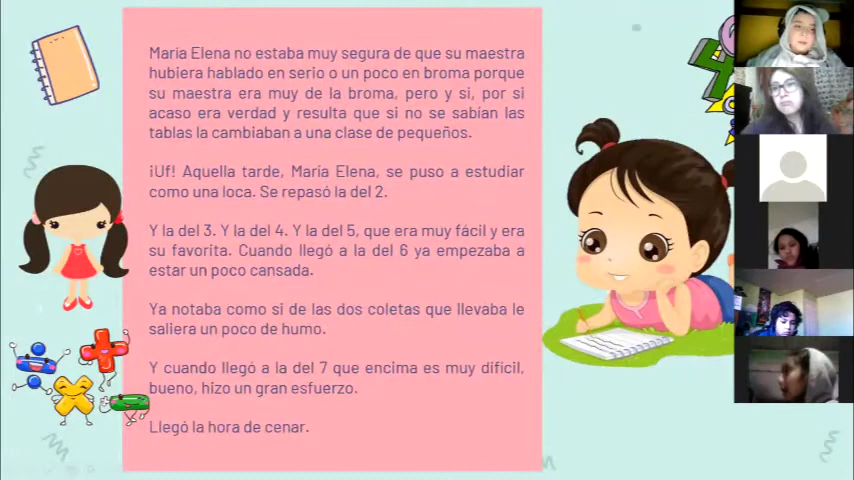 María Elena no estaba muy segura de que su maestra
hubiera hablado en serio o un poco en broma porque
su maestra era muy de la broma, pero y si, por si
acaso era verdad y resulta que si no se sabían las
tablas la cambiaban a una clase de pequeños.
¡Uf! Aquella tarde, María Elena, se puso a estudiar
como una loca. Se repasó la del 2.
Y la del 3. Y la del 4. Y la del 5, que era muy fácil y era
su favorita. Cuando llegó a la del 6 ya empezaba a
estar un poco cansada.
Ya notaba como si de las dos coletas que llevaba le
saliera un poco de humo.
Y cuando llegó a la del 7 que encima es muy difícil,
bueno, hizo un gran esfuerzo.
Llegó la hora de cenar.